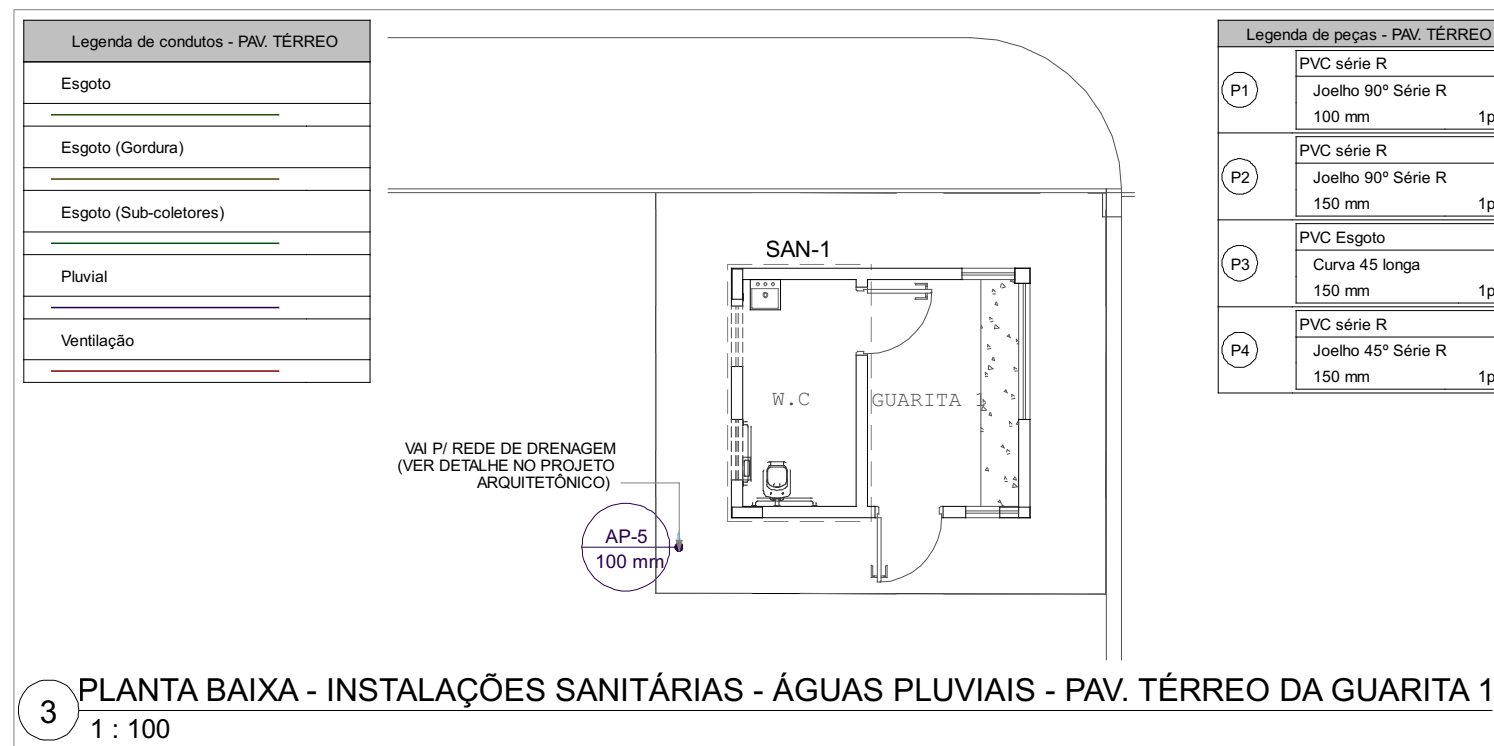 Legenda de condutos - PAV. TÉRREO
Esgoto
Esgoto (Gordura)
Esgoto (Sub-coletores)
Pluvial
Ventilação
SAN-1
W.C
GUARITA 1
VAI P/ REDE DE DRENAGEM
(VER DETALHE NO PROJETO
ARQUITETÔNICO)
AP-5
100 mm
Legenda de peças - PAV. TÉRREO
P1
PVC série R
Joelho 90º Série R
100 mm 1p
P2
PVC série R
Joelho 90º Série R
150 mm 1p
P3
PVC Esgoto
Curva 45 longa
150 mm 1p
P4
PVC série R
Joelho 45º Série R
150 mm 1p
3 PLANTA BAIXA - INSTALAÇÕES SANITÁRIAS - ÁGUAS PLUVIAIS - PAV. TÉRREO DA GUARITA 1
1 : 100